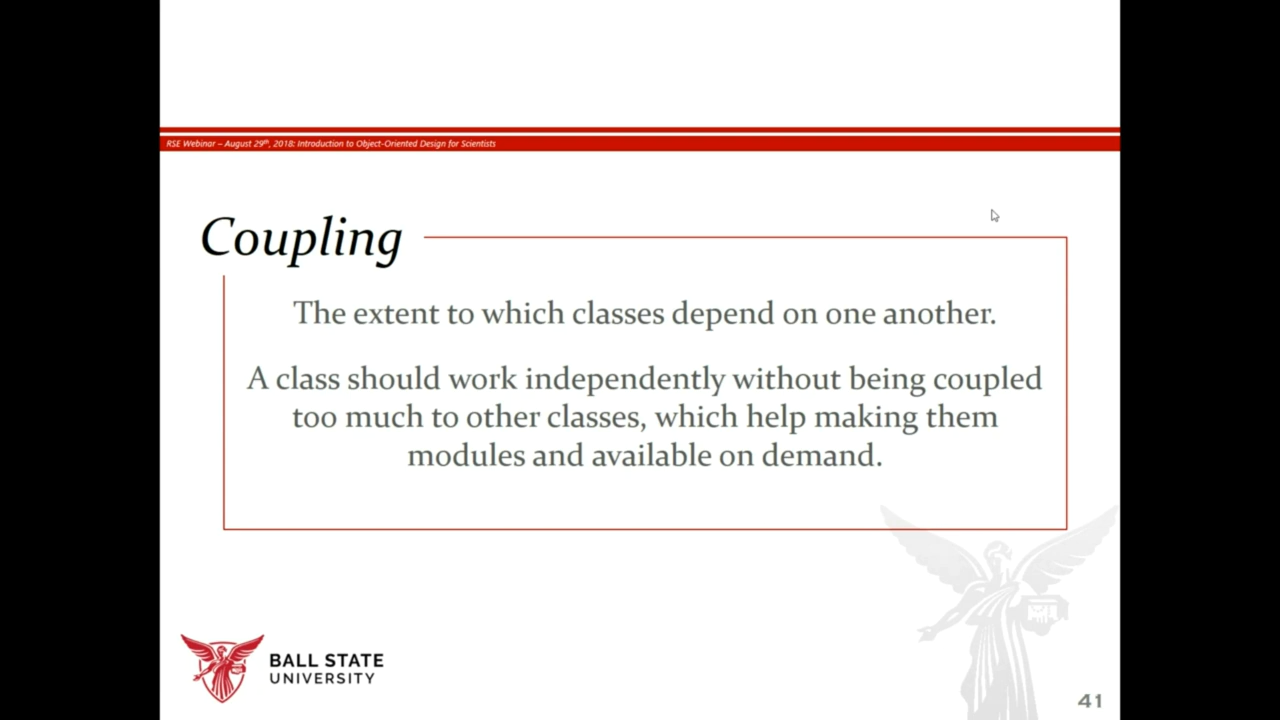 RSE Webinar – August 29th, 2018: Introduction to Object-Oriented Design for Scientists
Coupling
The extent to which classes depend on one another.
A class should work independently without being coupled
too much to other classes, which help making them
modules and available on demand.
BALL STATE
UNIVERSITY
41